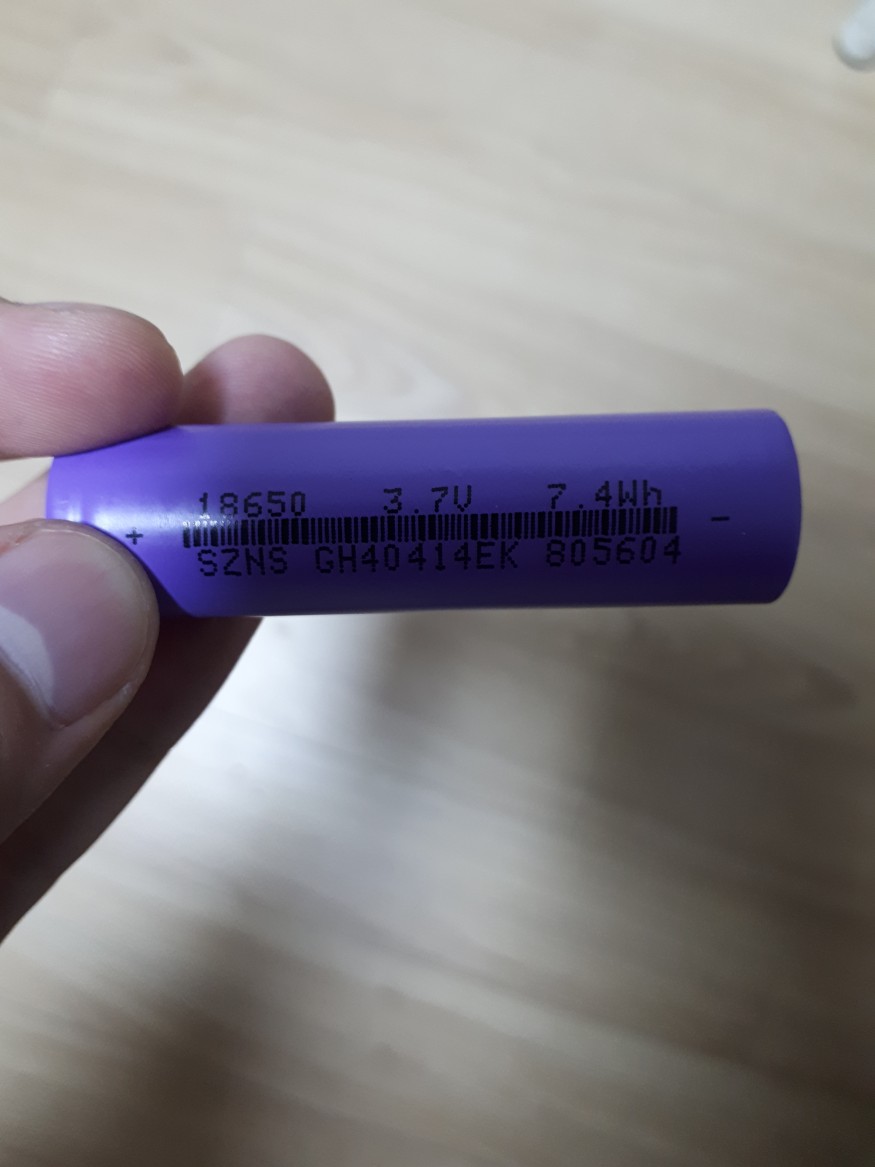 18650 3.7V 7.4Wh
+ -
SZNS GH40414EK 805604